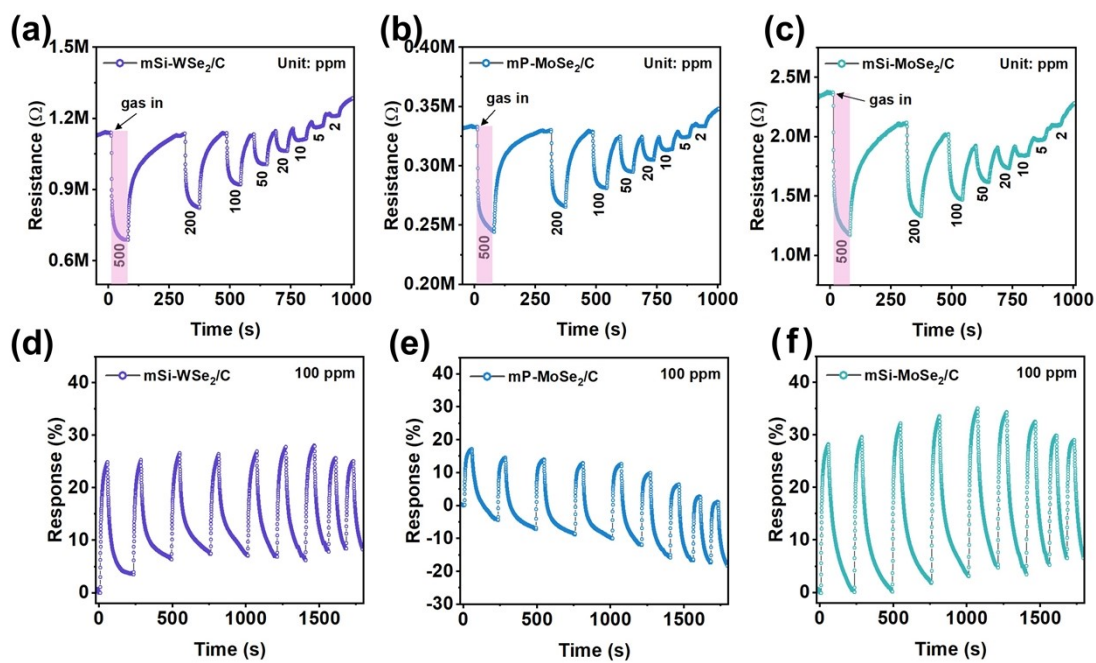 (a)
1.5M
1.2M
0.9M
0.6M
Resistance (Ω)
mSi-WSe₂/C
Unit: ppm
gas in
500
200
100
50
20
10
5
2
0 250 500 750 1000
Time (s)
(b)
0.40M
0.35M
0.30M
0.25M
0.20M
Resistance (Ω)
mP-MoSe₂/C
Unit: ppm
gas in
500
200
100
50
20
10
5
2
0 250 500 750 1000
Time (s)
(c)
2.5M
2.0M
1.5M
1.0M
Resistance (Ω)
mSi-MoSe₂/C
Unit: ppm
gas in
500
200
100
50
20
10
5
2
0 250 500 750 1000
Time (s)
(d)
40
30
20
10
0
Response (%)
mSi-WSe₂/C
100 ppm
0 500 1000 1500
Time (s)
(e)
40
30
20
10
0
-10
-20
-30
Response (%)
mP-MoSe₂/C
100 ppm
0 500 1000 1500
Time (s)
(f)
40
30
20
10
0
Response (%)
mSi-MoSe₂/C
100 ppm
0 500 1000 1500
Time (s)